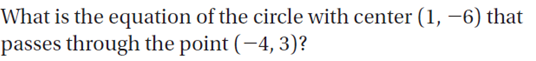 What is the equation of the circle with center (1, −6) that
passes through the point (−4, 3)?